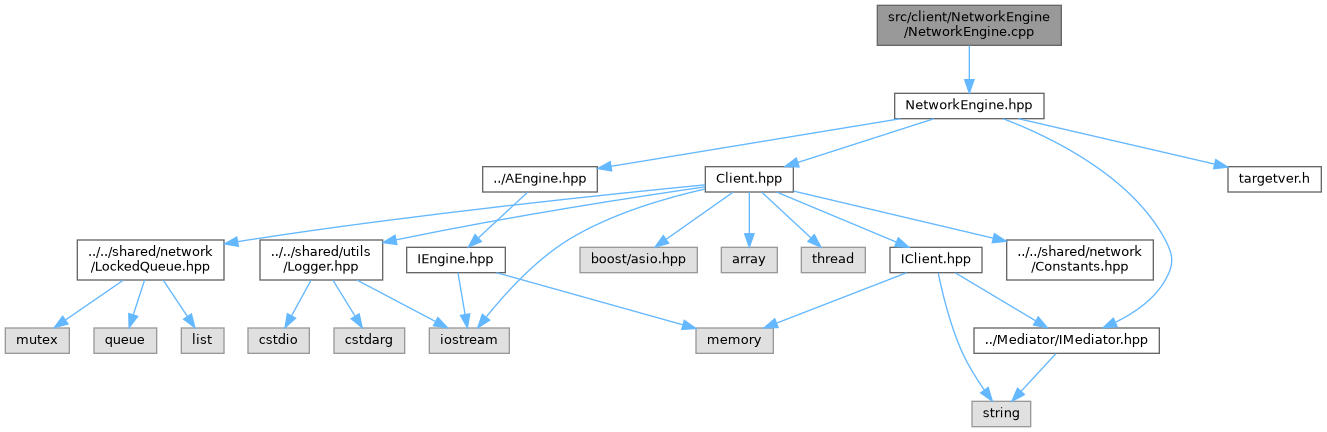 src/client/NetworkEngine
/NetworkEngine.cpp
NetworkEngine.hpp
../AEngine.hpp
Client.hpp
targetver.h
../../shared/network
/LockedQueue.hpp
../../shared/utils
/Logger.hpp
IEngine.hpp
boost/asio.hpp
array
thread
IClient.hpp
../../shared/network
/Constants.hpp
mutex
queue
list
cstdio
cstdarg
iostream
memory
../Mediator/IMediator.hpp
string